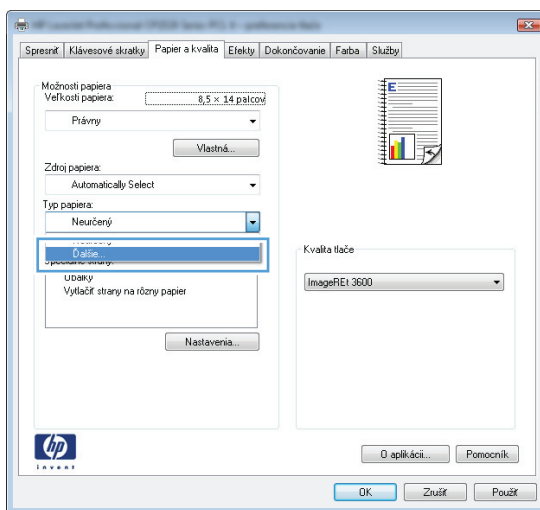 Spresniť Klávesové skratky Papier a kvalita Efekty Dokončovanie Farba Služby
Možnosti papiera
Veľkosti papiera: 8,5 × 14 palcov
Právny
Vlastná...
Zdroj papiera:
Automatically Select
Typ papiera:
Neurčený
Ďalšie...
Obálky
Vytlačiť strany na rôzny papier
Nastavenia...
E
Kvalita tlače
ImageREt 3600
hp
invent
O aplikácii... Pomocník
OK Zrušiť Použiť